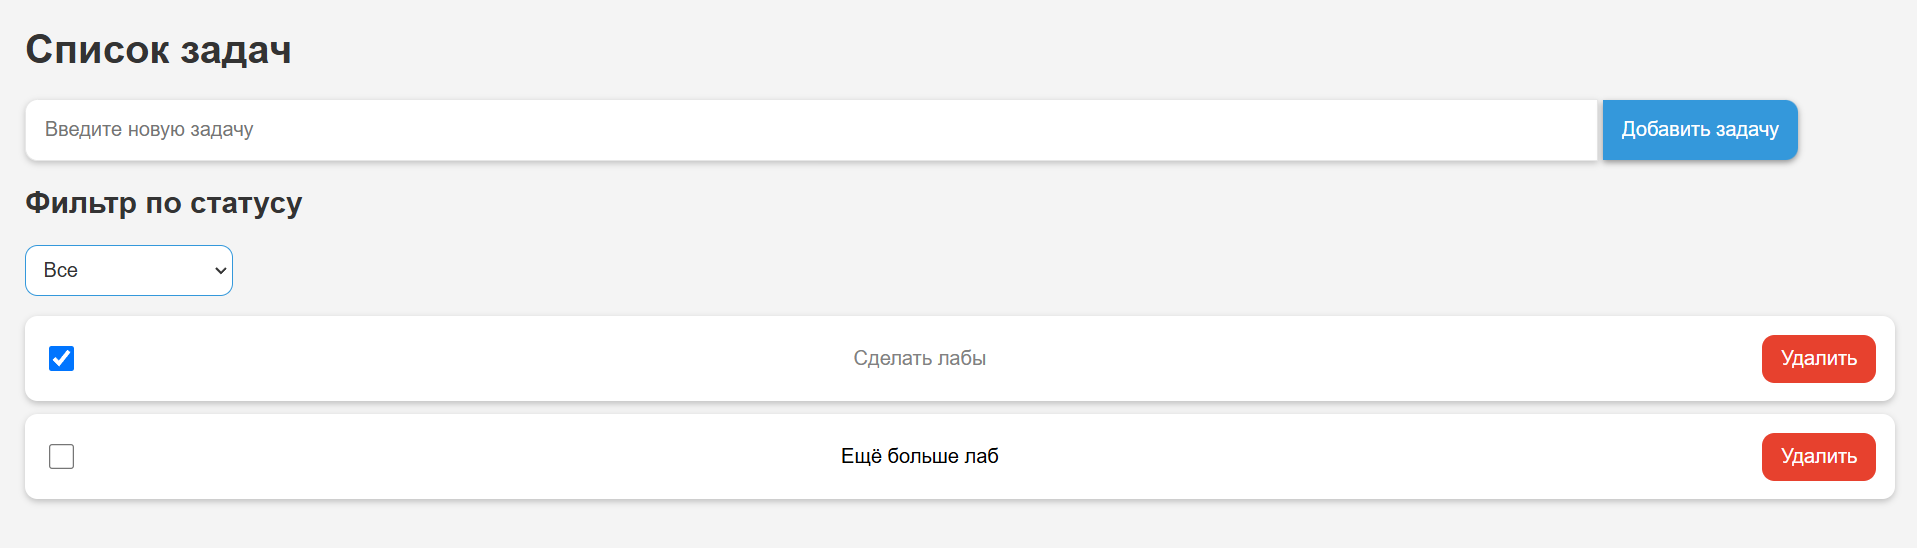 Список задач
Введите новую задачу
Добавить задачу
Фильтр по статусу
Все
Сделать лабы
Удалить
Ещё больше лаб
Удалить